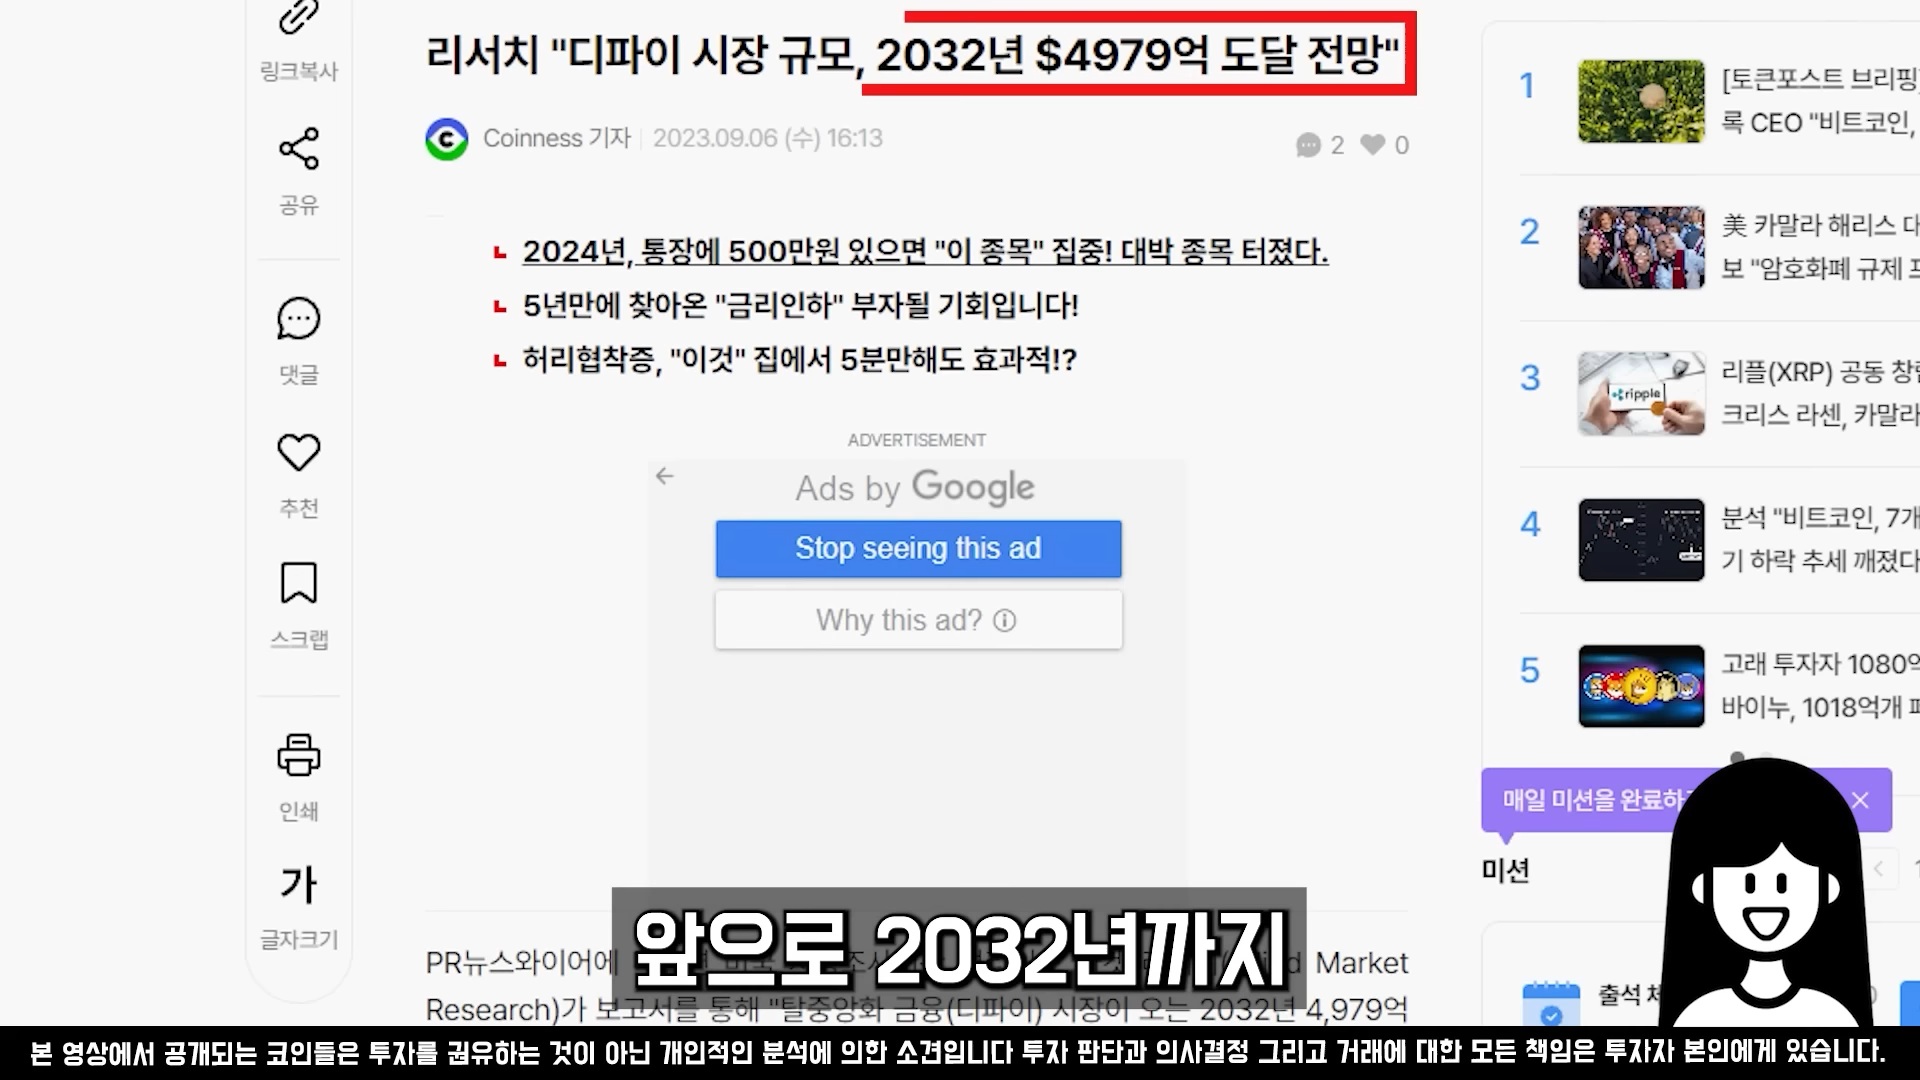 링크복사
공유
댓글
추천
스크랩
인쇄
가
글자크기
리서치 "디파이 시장 규모, 2032년 $4979억 도달 전망"
Coinness 기자 2023.09.06 (수) 16:13
2 0
2024년, 통장에 500만원 있으면 "이 종목" 집중! 대박 종목 터졌다.
5년만에 찾아온 "금리인하" 부자될 기회입니다!
허리협착증, "이것" 집에서 5분만해도 효과적!?
ADVERTISEMENT
Ads by Google
Stop seeing this ad
Why this ad?
PR뉴스와이어에 Market
Research)가 보고서를 통해 "탈중앙화 금융(디파이) 시장이 오는 2032년 4,979억
1 [토큰포스트 브리핑]
록 CEO "비트코인,
2 美 카말라 해리스
보 "암호화폐 규제
3 리플(XRP) 공동
크리스 라센, 카말라
ripple
4 분석 "비트코인, 7개
기 하락 추세 깨졌다
5 고래 투자자 1080억
바이누, 1018억개
매일 미션을 완료하
미션
출석
앞으로 2032년까지
본 영상에서 공개되는 코인들은 투자를 권유하는 것이 아닌 개인적인 분석에 의한 소견입니다 투자 판단과 의사결정 그리고 거래에 대한 모든 책임은 투자자 본인에게 있습니다.